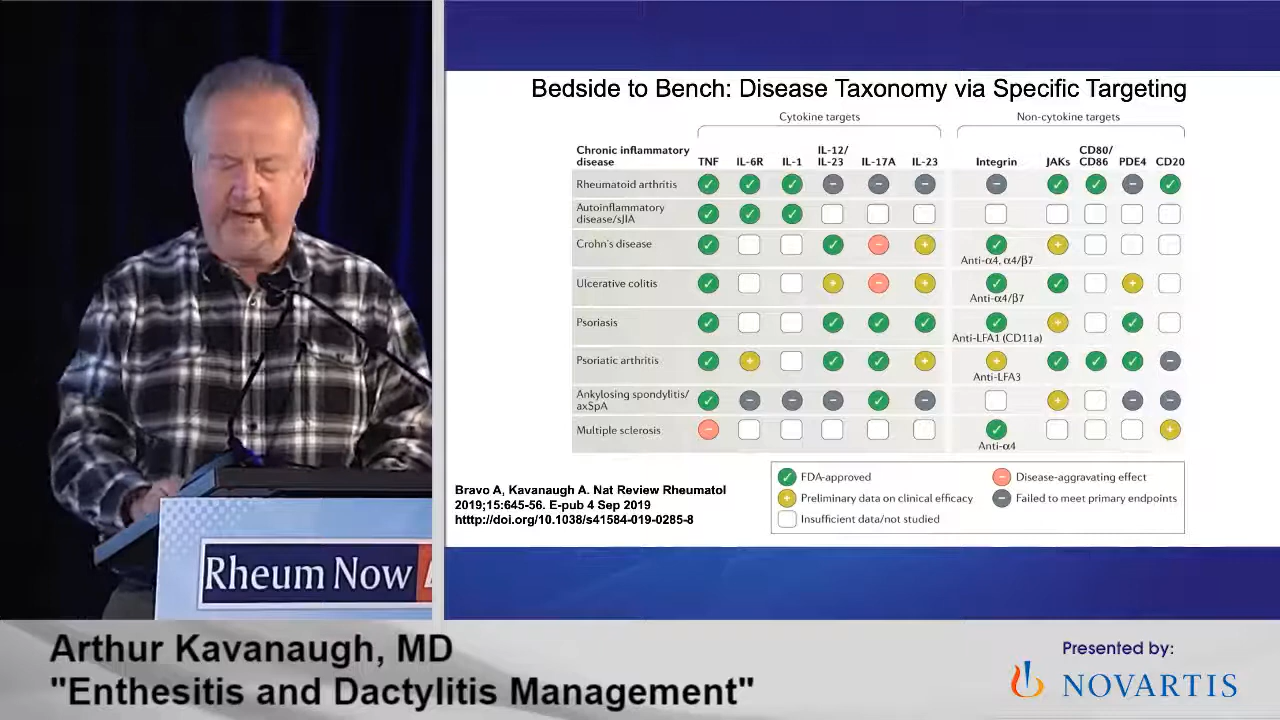 Bedside to Bench: Disease Taxonomy via Specific Targeting
Cytokine targets
Non-cytokine targets
Chronic inflammatory
disease
TNF
IL-6R
IL-1
IL-12/
IL-23
IL-17A
IL-23
Integrin
JAKs
CD80/
CD86
PDE4
CD20
Rheumatoid arthritis
Autoinflammatory
disease/sJIA
Crohn's disease
Anti-α4, α4/β7
Ulcerative colitis
Anti-α4/β7
Psoriasis
Anti-LFA1 (CD11a)
Psoriatic arthritis
Anti-LFA3
Ankylosing spondylitis/
axSpA
Multiple sclerosis
Anti-α4
FDA-approved
Disease-aggravating effect
Preliminary data on clinical efficacy
Failed to meet primary endpoints
Insufficient data/not studied
Bravo A, Kavanaugh A. Nat Review Rheumatol
2019;15:645-56. E-pub 4 Sep 2019
htttp://doi.org/10.1038/s41584-019-0285-8
Rheum Now
Arthur Kavanaugh, MD
"Enthesitis and Dactylitis Management"
Presented by:
NOVARTIS